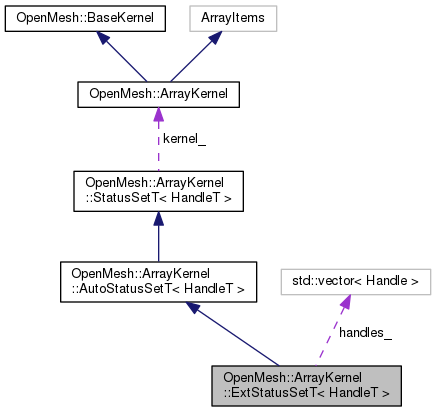 OpenMesh::BaseKernel
ArrayItems
OpenMesh::ArrayKernel
kernel_
OpenMesh::ArrayKernel
::StatusSetT< HandleT >
OpenMesh::ArrayKernel
::AutoStatusSetT< HandleT >
std::vector< Handle >
handles_
OpenMesh::ArrayKernel
::ExtStatusSetT< HandleT >